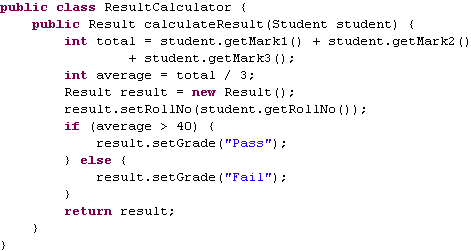 public class ResultCalculator {
    public Result calculateResult(Student student) {
        int total = student.getMark1() + student.getMark2()
                + student.getMark3();
        int average = total / 3;
        Result result = new Result();
        result.setRollNo(student.getRollNo());
        if (average > 40) {
            result.setGrade("Pass");
        } else {
            result.setGrade("Fail");
        }
        return result;
    }
}